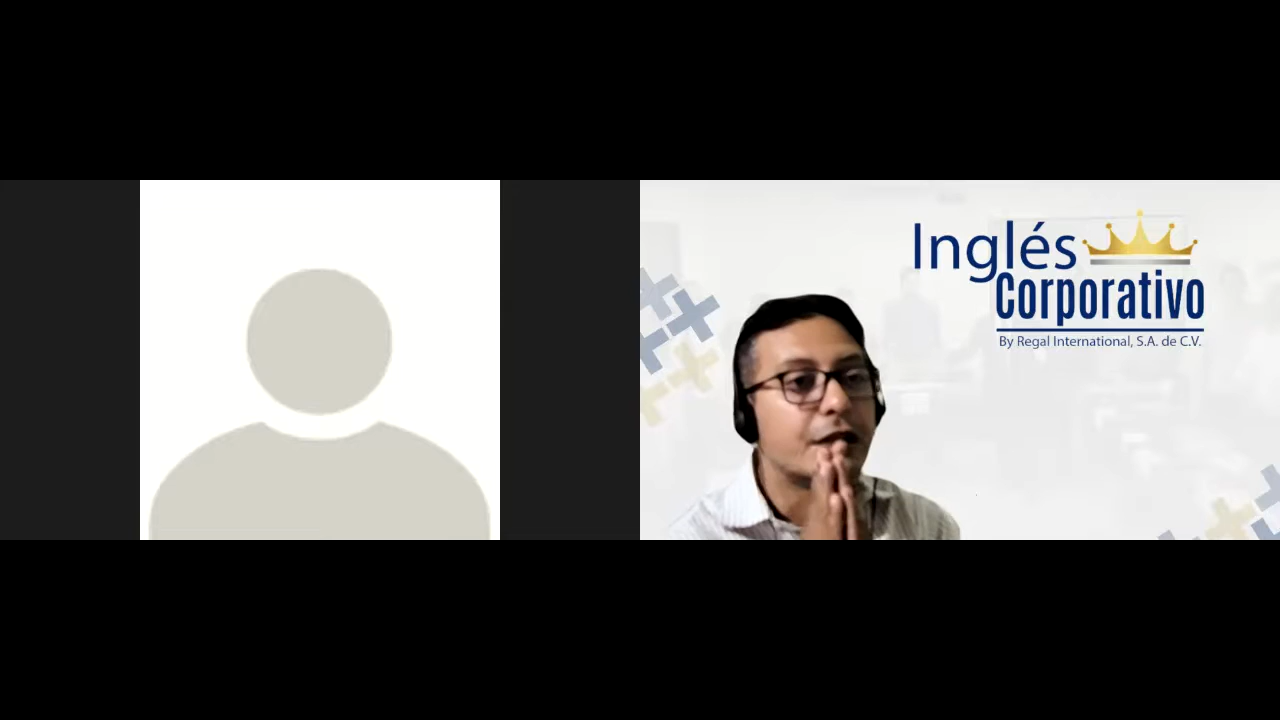 Inglés
Corporativo
By Regal International, S.A. de C.V.